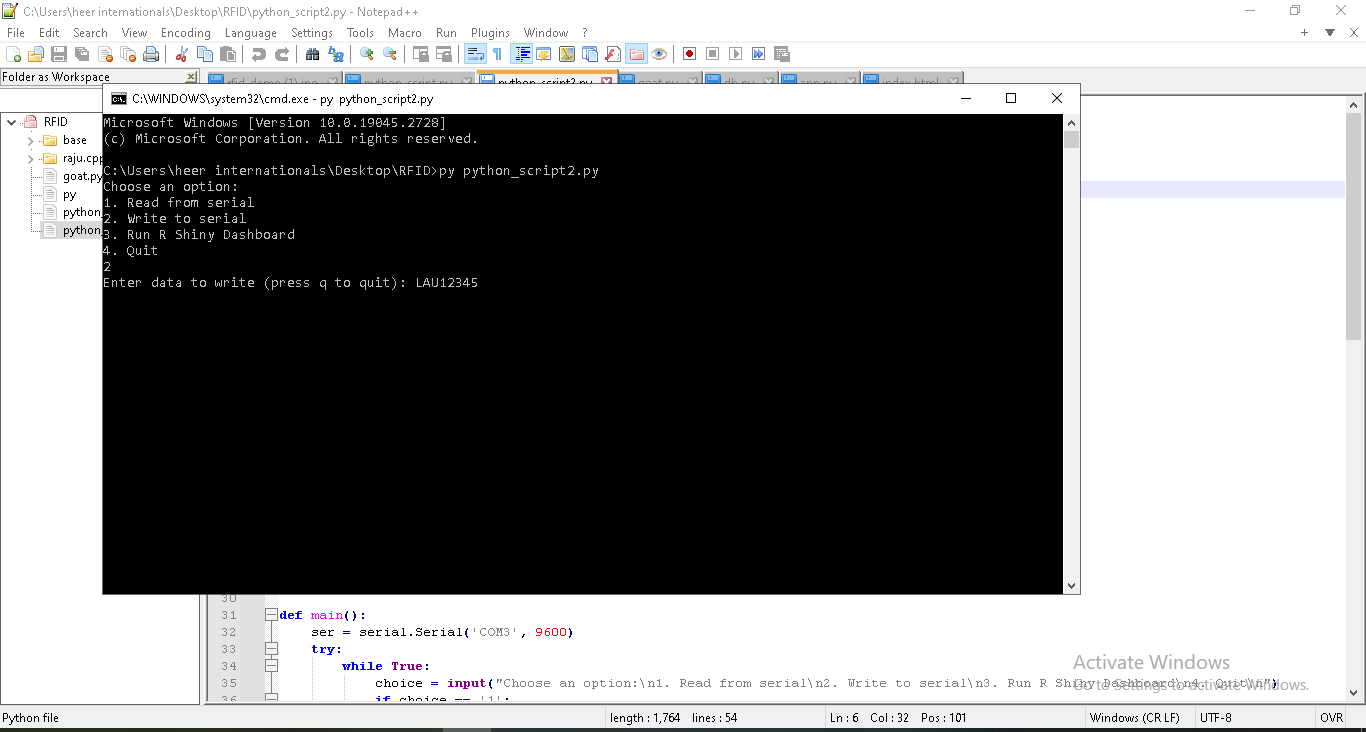 C:\Users\heer internationals\Desktop\RFID\python_script2.py - Notepad++
File Edit Search View Encoding Language Settings Tools Macro Run Plugins Window ?
Folder as Workspace
rfid_demo (1).ino python_script.py python_script2.py goat.py db.py app.py index.html
C:\WINDOWS\system32\cmd.exe - py python_script2.py
RFID
base
raju.cpp
goat.py
py
python
python
Microsoft Windows [Version 10.0.19045.2728]
(c) Microsoft Corporation. All rights reserved.
C:\Users\heer internationals\Desktop\RFID>py python_script2.py
Choose an option:
1. Read from serial
2. Write to serial
3. Run R Shiny Dashboard
4. Quit
2
Enter data to write (press q to quit): LAU12345
30
31 def main():
32 ser = serial.Serial('COM3', 9600)
33 try:
34 while True:
35 choice = input("Choose an option:\n1. Read from serial\n2. Write to serial\n3. Run R Shiny Dashboard\n4. Quit\n")
36 if choice == '1':
Activate Windows
Go to Settings to activate Windows.
Python file length : 1,764 lines : 54 Ln : 6 Col : 32 Pos : 101 Windows (CR LF) UTF-8 OVR